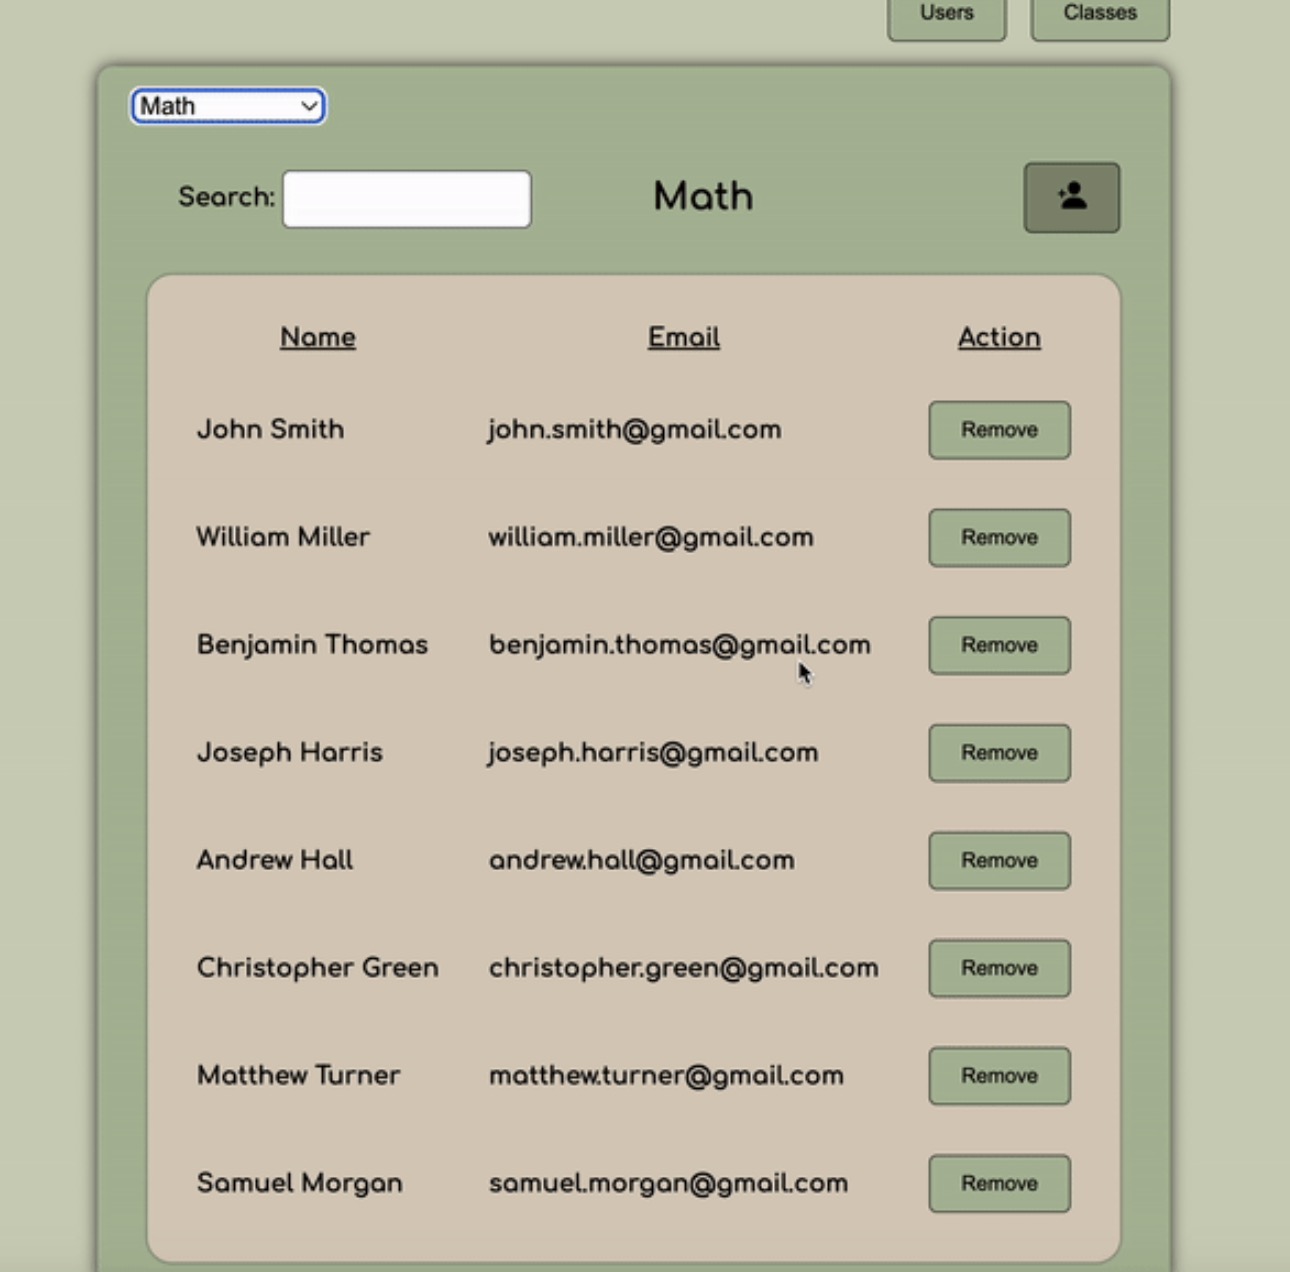 Users Classes
Math
Search: Math
Name Email Action
John Smith john.smith@gmail.com Remove
William Miller william.miller@gmail.com Remove
Benjamin Thomas benjamin.thomas@gmail.com Remove
Joseph Harris joseph.harris@gmail.com Remove
Andrew Hall andrew.hall@gmail.com Remove
Christopher Green christopher.green@gmail.com Remove
Matthew Turner matthew.turner@gmail.com Remove
Samuel Morgan samuel.morgan@gmail.com Remove